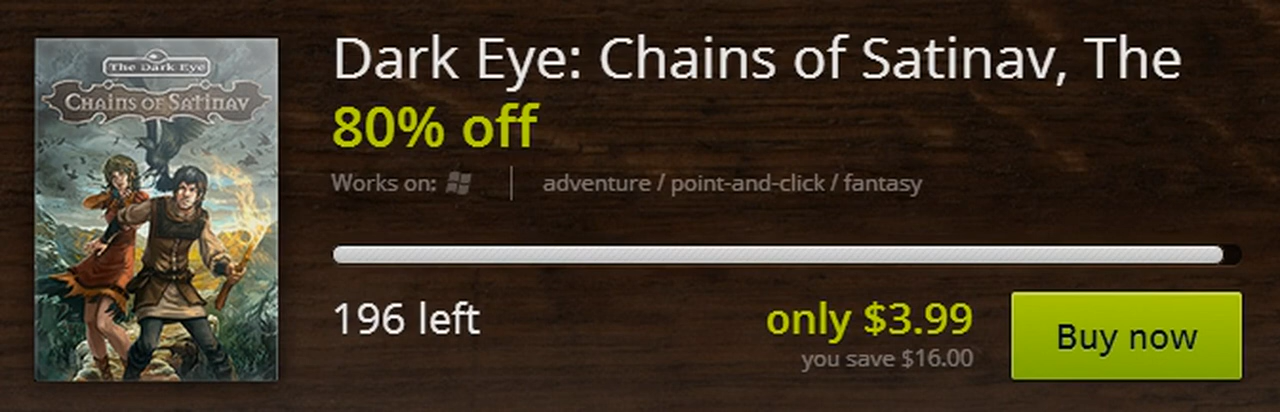 The Dark Eye
Chains of Satinav
Dark Eye: Chains of Satinav, The
80% off
Works on:
adventure / point-and-click / fantasy
196 left
only $3.99
you save $16.00
Buy now